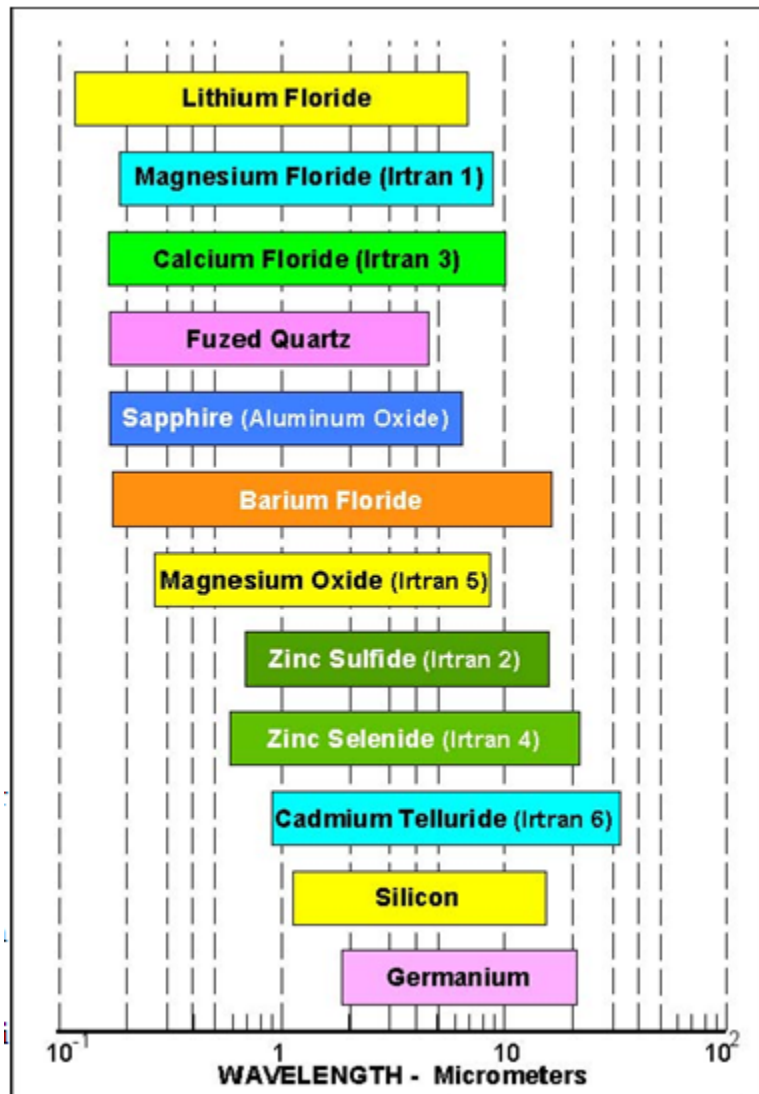 Lithium Floride
Magnesium Floride (Irtran 1)
Calcium Floride (Irtran 3)
Fuzed Quartz
Sapphire (Aluminum Oxide)
Barium Floride
Magnesium Oxide (Irtran 5)
Zinc Sulfide (Irtran 2)
Zinc Selenide (Irtran 4)
Cadmium Telluride (Irtran 6)
Silicon
Germanium
10-1 1 10 102
WAVELENGTH - Micrometers